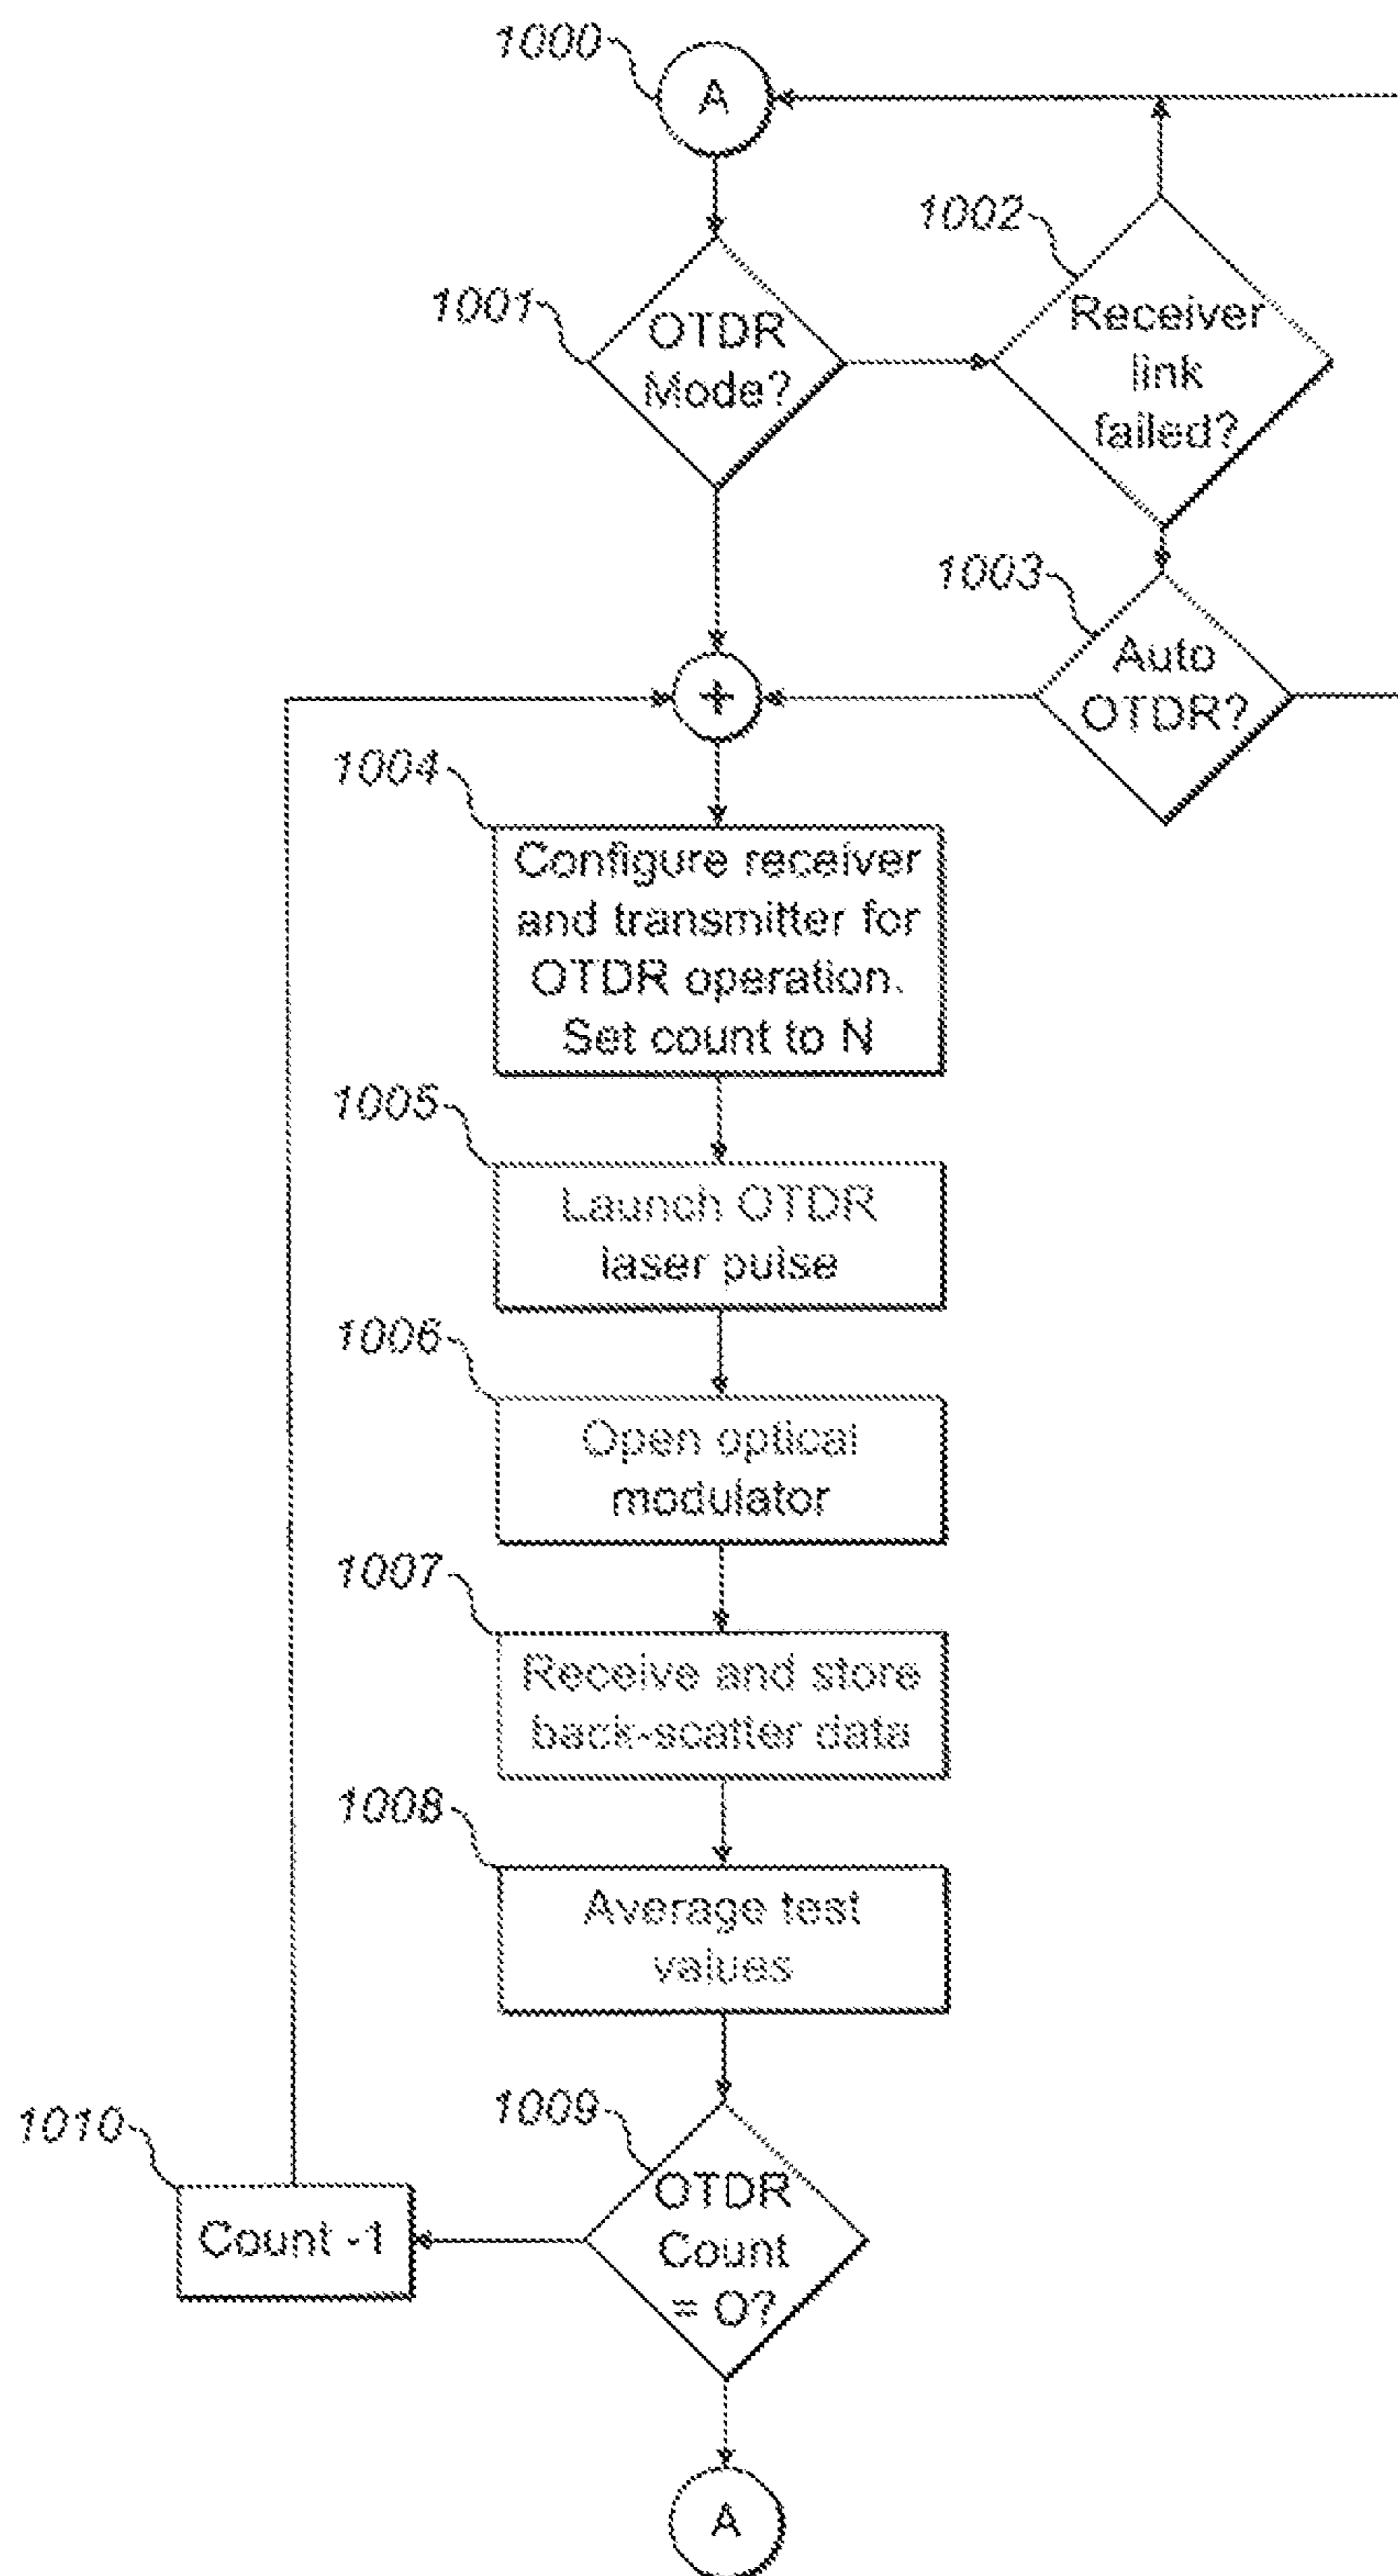 1000
A
1001
OTDR
Mode?
1002
Receiver
link
failed?
1003
Auto
OTDR?
+
1004
Configure receiver
and transmitter for
OTDR operation.
Set count to N
1005
Launch OTDR
laser pulse
1006
Open optical
modulator
1007
Receive and store
back-scatter data
1008
Average test
values
1009
OTDR
Count
= O?
1010
Count -1
A